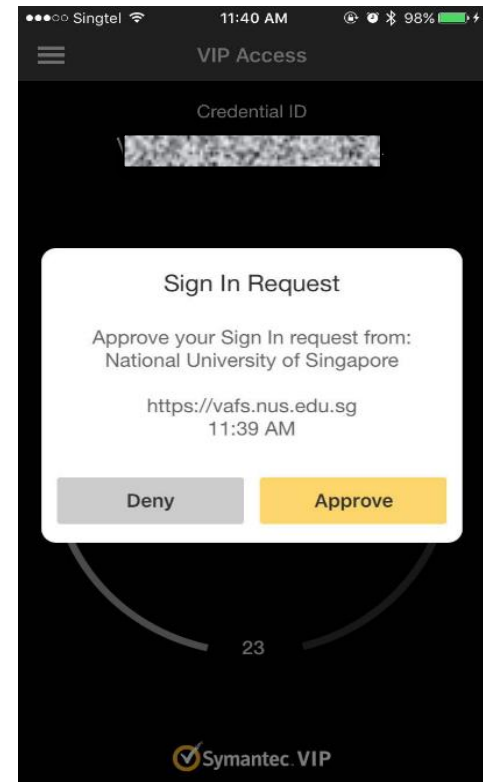 Singtel 11:40 AM 98%
VIP Access
Credential ID
Sign In Request
Approve your Sign In request from:
National University of Singapore
https://vafs.nus.edu.sg
11:39 AM
Deny Approve
23
Symantec. VIP